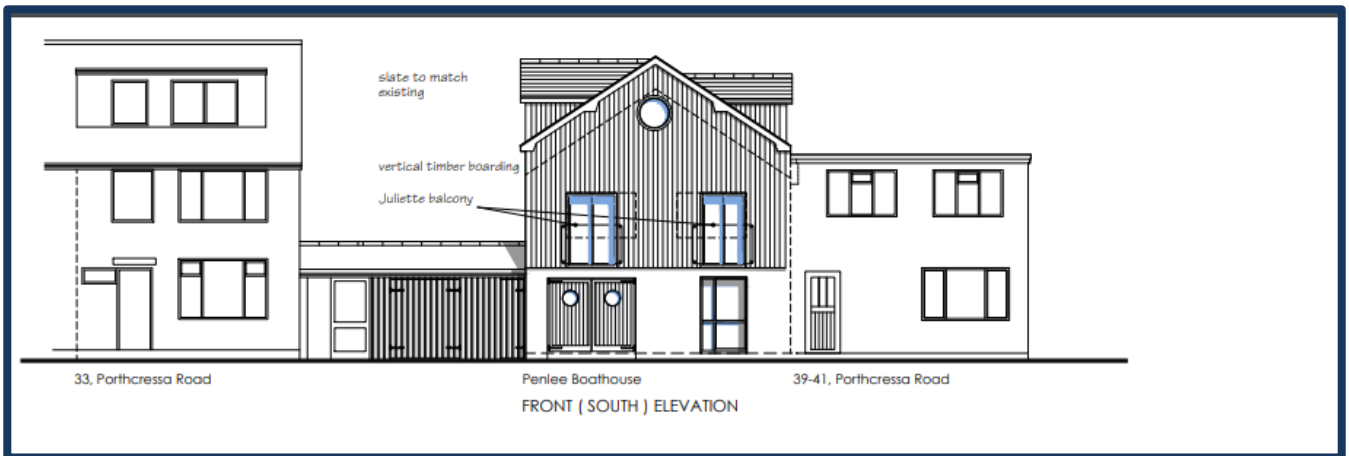 slate to match
existing
vertical timber boarding
Juliette balcony
33, Porthcressa Road
Penlee Boathouse
39-41, Porthcressa Road
FRONT ( SOUTH ) ELEVATION